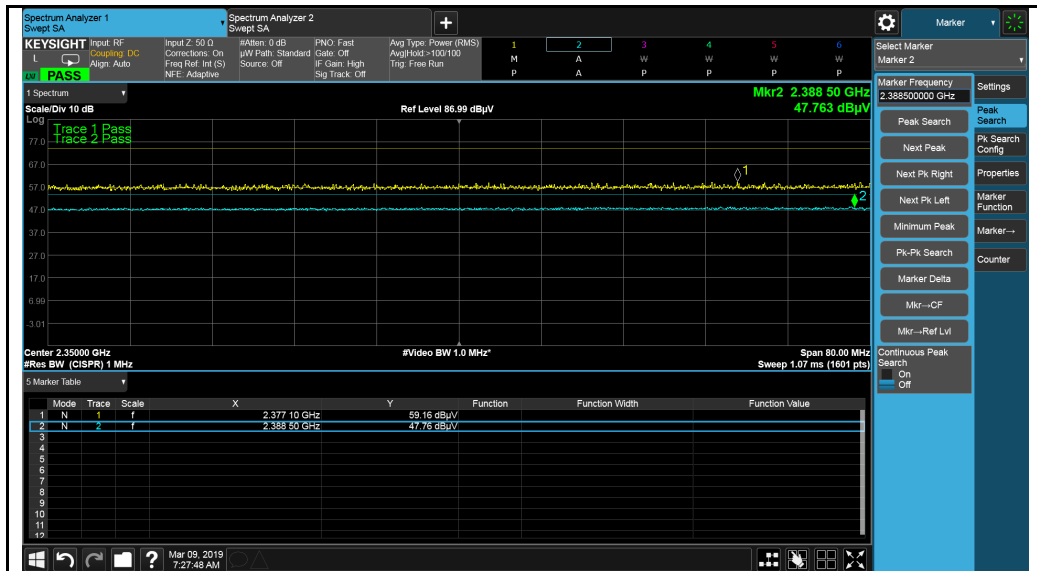 Spectrum Analyzer 1
Swept SA
Spectrum Analyzer 2
Swept SA
+
Marker
KEYSIGHT
L
LXI PASS
Input: RF
Coupling: DC
Align: Auto
Input Z: 50 Ω
Corrections: On
Freq Ref: Int (S)
NFE: Adaptive
#Atten: 0 dB
µW Path: Standard
Source: Off
PNO: Fast
Gate: Off
IF Gain: High
Sig Track: Off
Avg Type: Power (RMS)
Avg|Hold:>100/100
Trig: Free Run
1 2 3 4 5 6
M A W W W W
P A P P P P
Select Marker
Marker 2
1 Spectrum
Scale/Div 10 dB
Log
Ref Level 86.99 dBµV
Mkr2 2.388 50 GHz
47.763 dBµV
Trace 1 Pass
Trace 2 Pass
77.0
67.0
57.0
47.0
37.0
27.0
17.0
6.99
-3.01
1
2
Center 2.35000 GHz
#Res BW (CISPR) 1 MHz
#Video BW 1.0 MHz*
Span 80.00 MHz
Sweep 1.07 ms (1601 pts)
5 Marker Table
Mode Trace Scale X Y Function Function Width Function Value
1 N 1 f 2.377 10 GHz 59.16 dBµV
2 N 2 f 2.388 50 GHz 47.76 dBµV
3
4
5
6
7
8
9
10
11
12
Marker Frequency
2.388500000 GHz
Peak Search
Next Peak
Next Pk Right
Next Pk Left
Minimum Peak
Pk-Pk Search
Marker Delta
Mkr→CF
Mkr→Ref Lvl
Continuous Peak
Search
On
Off
Settings
Peak
Search
Pk Search
Config
Properties
Marker
Function
Marker→
Counter
?
Mar 09, 2019
7:27:48 AM